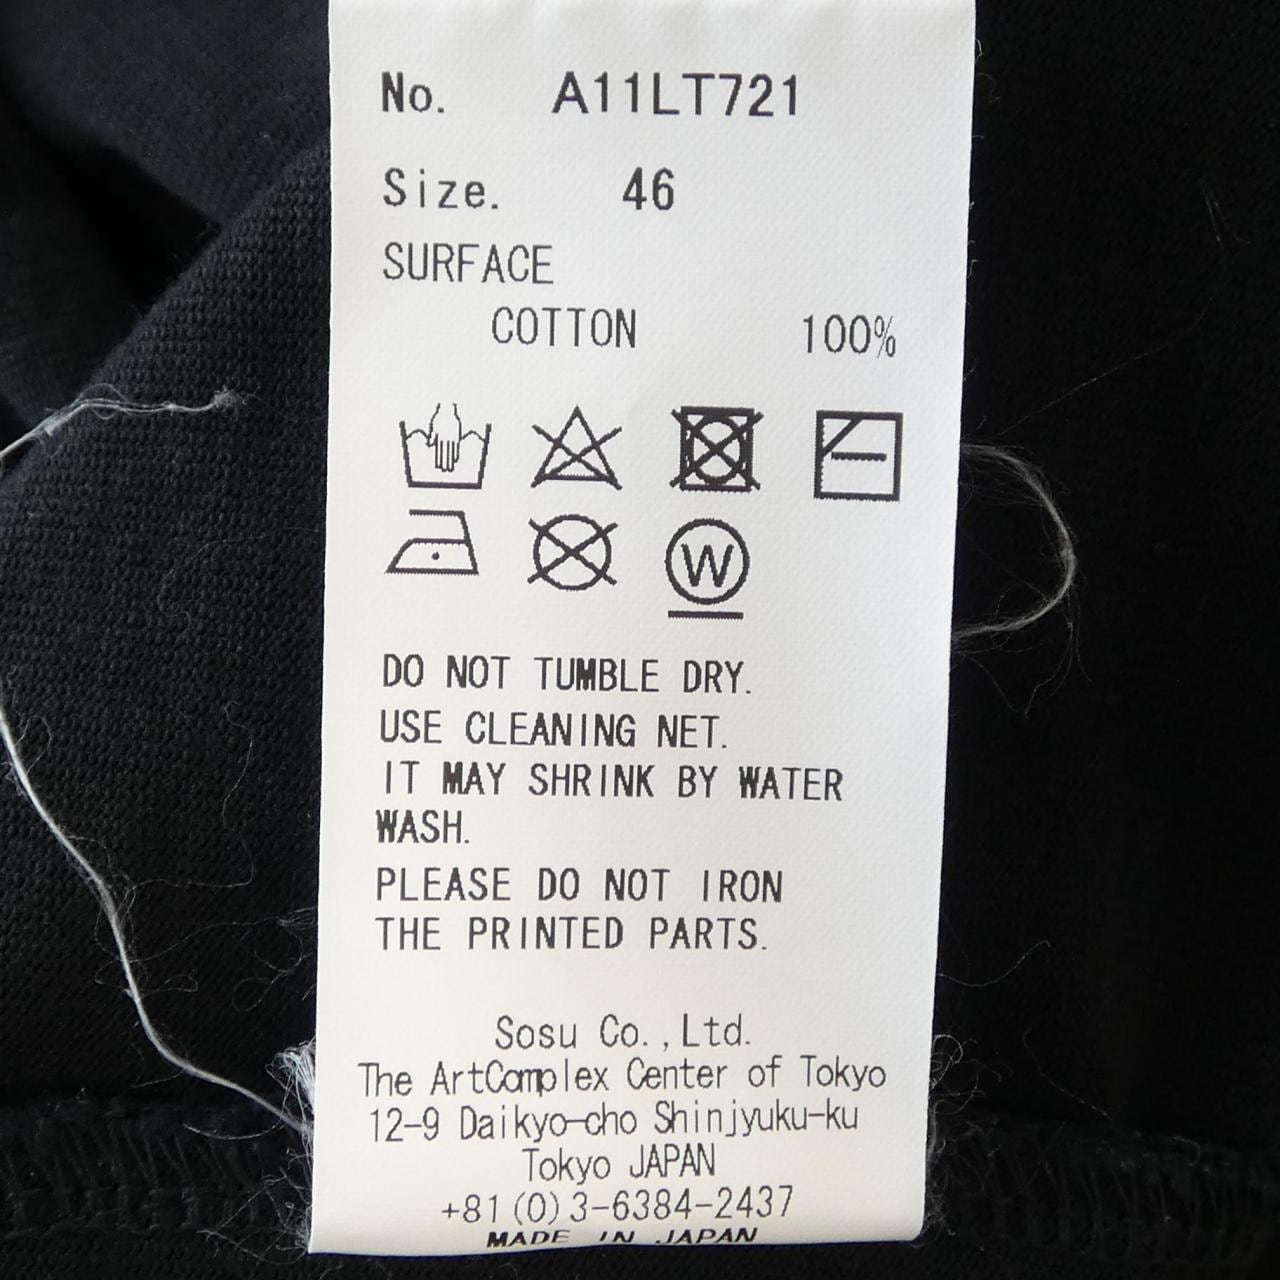 No. A11LT721
Size. 46
SURFACE
COTTON 100%
W
DO NOT TUMBLE DRY.
USE CLEANING NET.
IT MAY SHRINK BY WATER
WASH.
PLEASE DO NOT IRON
THE PRINTED PARTS.
Sosu Co.,Ltd.
The ArtComplex Center of Tokyo
12-9 Daikyo-cho Shinjyuku-ku
Tokyo JAPAN
+81(0)3-6384-2437
MADE IN JAPAN